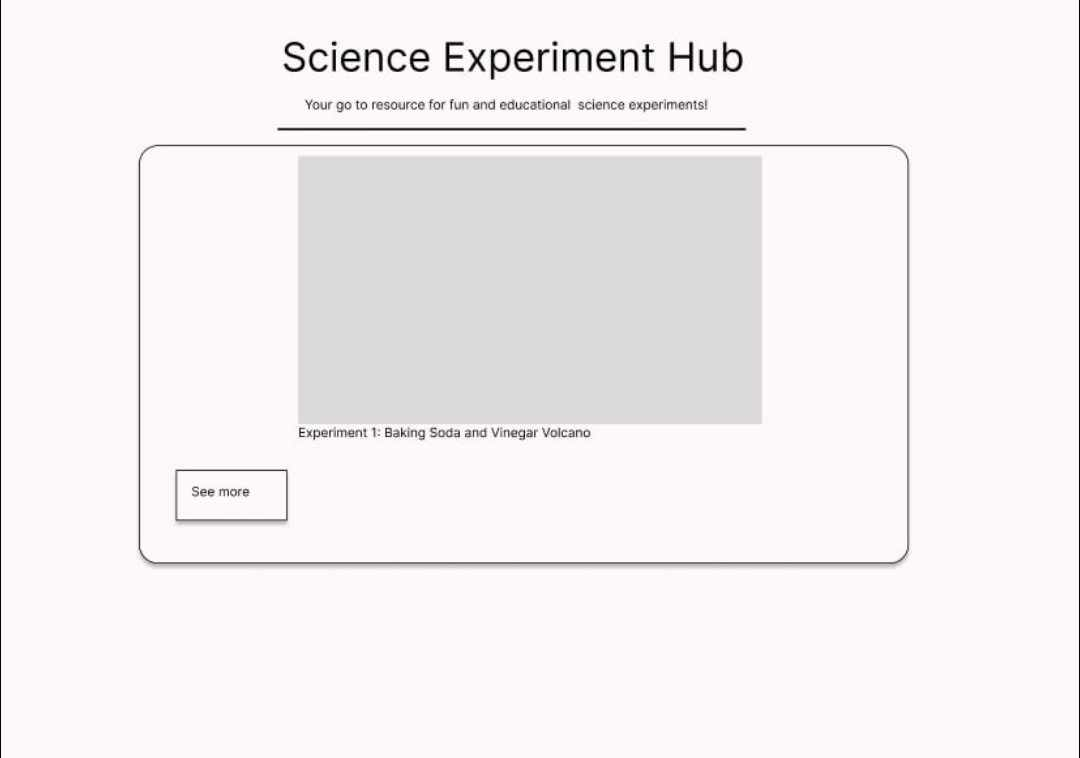 Science Experiment Hub
Your go to resource for fun and educational  science experiments!
Experiment 1: Baking Soda and Vinegar Volcano
See more